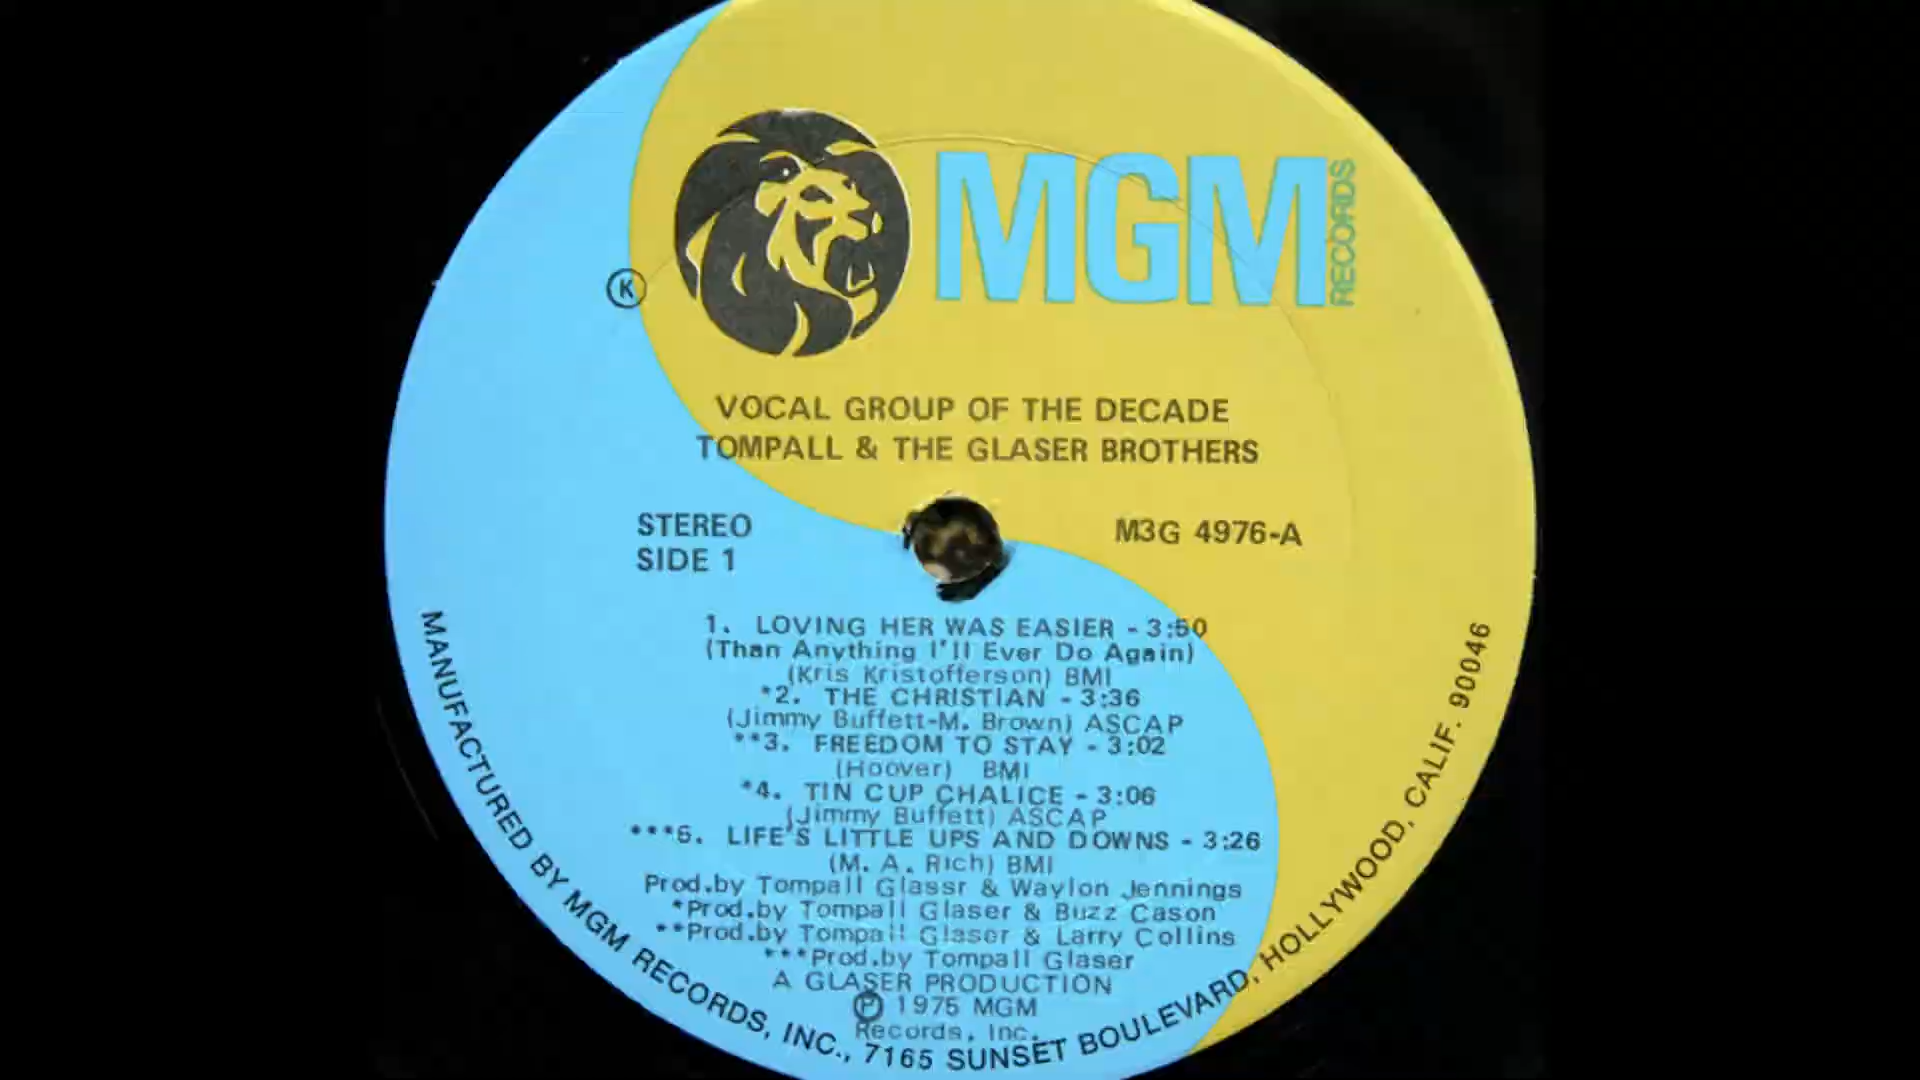 MGM
RECORDS
K
VOCAL GROUP OF THE DECADE
TOMPALL & THE GLASER BROTHERS
STEREO
SIDE 1
M3G 4976-A
1. LOVING HER WAS EASIER - 3:50
(Than Anything I'll Ever Do Again)
(Kris Kristofferson) BMI
*2. THE CHRISTIAN - 3:36
(Jimmy Buffett-M. Brown) ASCAP
**3. FREEDOM TO STAY - 3:02
(Hoover) BMI
*4. TIN CUP CHALICE - 3:06
(Jimmy Buffett) ASCAP
***5. LIFE'S LITTLE UPS AND DOWNS - 3:26
(M. A. Rich) BMI
Prod.by Tompall Glassr & Waylon Jennings
*Prod.by Tompall Glaser & Buzz Cason
**Prod.by Tompall Glaser & Larry Collins
***Prod.by Tompall Glaser
A GLASER PRODUCTION
Ⓟ 1975 MGM
Records, Inc.
MANUFACTURED BY MGM RECORDS, INC., 7165 SUNSET BOULEVARD, HOLLYWOOD, CALIF. 90046